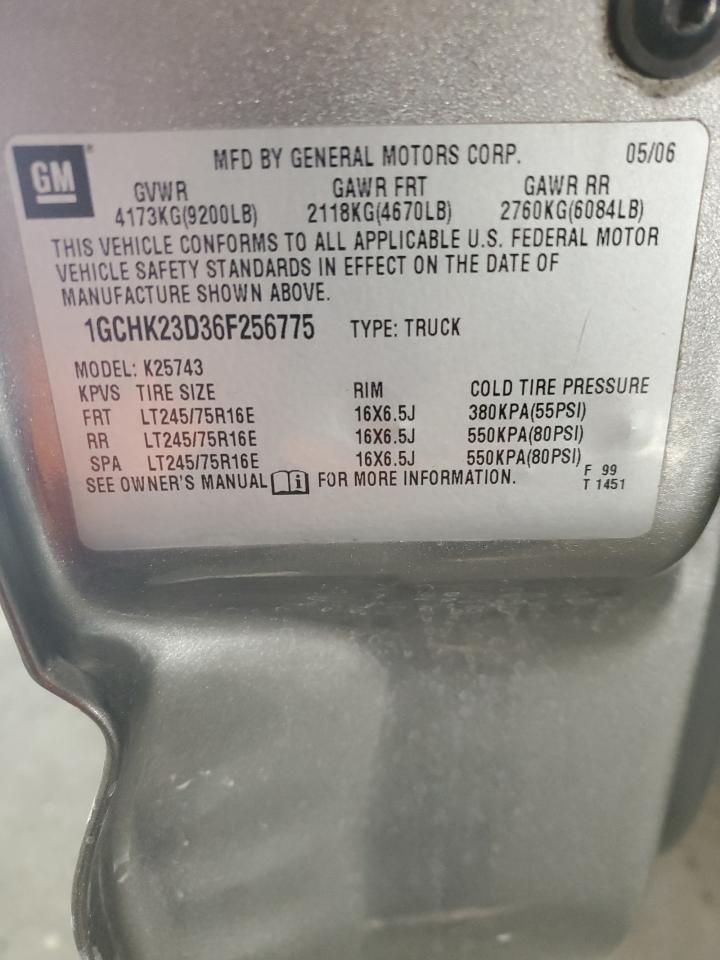 GM
MFD BY GENERAL MOTORS CORP. 05/06
GVWR GAWR FRT GAWR RR
4173KG(9200LB) 2118KG(4670LB) 2760KG(6084LB)
THIS VEHICLE CONFORMS TO ALL APPLICABLE U.S. FEDERAL MOTOR
VEHICLE SAFETY STANDARDS IN EFFECT ON THE DATE OF
MANUFACTURE SHOWN ABOVE.
1GCHK23D36F256775 TYPE: TRUCK
MODEL: K25743
KPVS TIRE SIZE RIM COLD TIRE PRESSURE
FRT LT245/75R16E 16X6.5J 380KPA(55PSI)
RR LT245/75R16E 16X6.5J 550KPA(80PSI)
SPA LT245/75R16E 16X6.5J 550KPA(80PSI)
SEE OWNER'S MANUAL i FOR MORE INFORMATION. F 99
T 1451